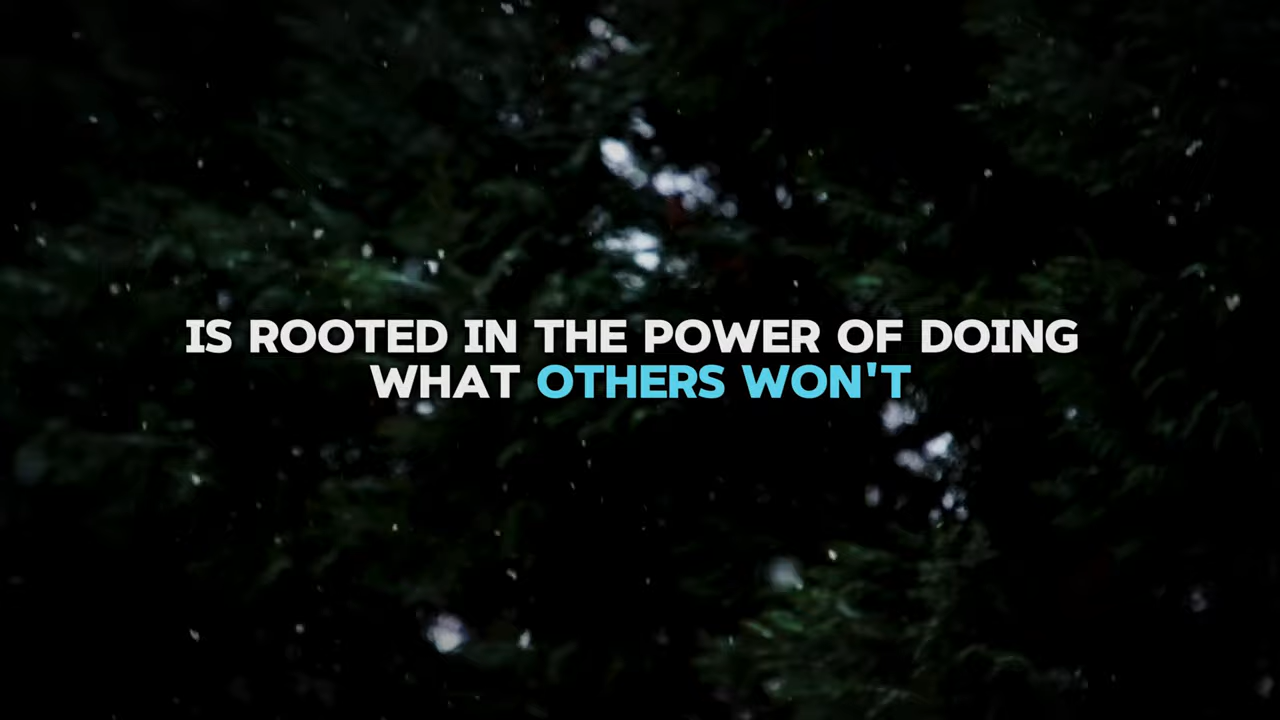 IS ROOTED IN THE POWER OF DOING
WHAT OTHERS WON'T